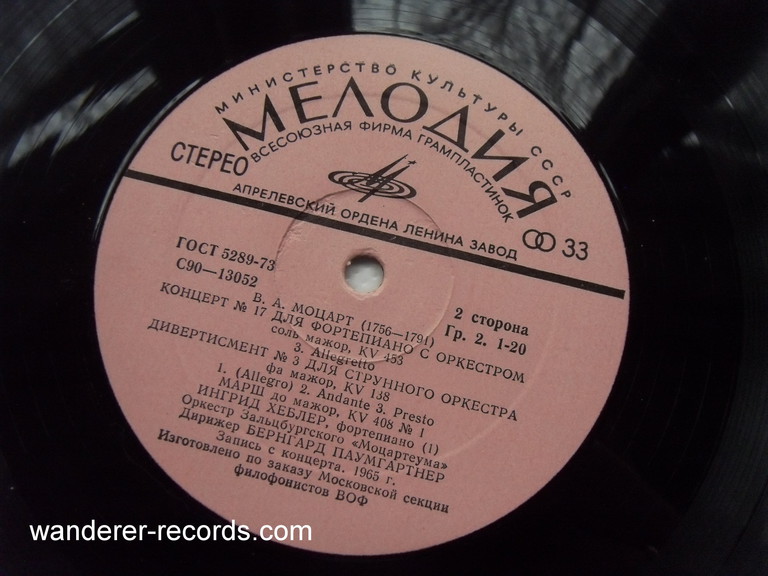 МИНИСТЕРСТВО КУЛЬТУРЫ СССР
МЕЛОДИЯ
ВСЕСОЮЗНАЯ ФИРМА ГРАМПЛАСТИНОК
СТЕРЕО
АПРЕЛЕВСКИЙ ОРДЕНА ЛЕНИНА ЗАВОД
33
ГОСТ 5289-73
С90—13052
2 сторона
Гр. 2. 1-20
В. А. МОЦАРТ (1756—1791)
КОНЦЕРТ № 17 ДЛЯ ФОРТЕПИАНО С ОРКЕСТРОМ
соль мажор, KV 453
3. Allegretto
ДИВЕРТИСМЕНТ № 3 ДЛЯ СТРУННОГО ОРКЕСТРА
фа мажор, KV 138
1. (Allegro) 2. Andante 3. Presto
МАРШ до мажор, KV 408 № 1
ИНГРИД ХЕБЛЕР, фортепиано (1)
Оркестр Зальцбургского «Моцартеума»
Дирижер БЕРНГАРД ПАУМГАРТНЕР
Запись с концерта. 1965 г.
Изготовлено по заказу Московской секции
филофонистов ВОФ
wanderer-records.com